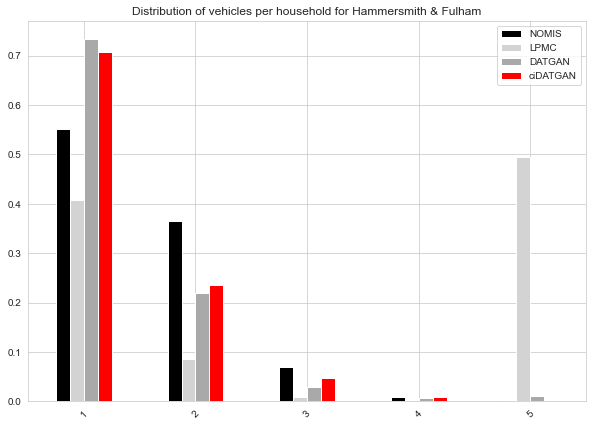 Distribution of vehicles per household for Hammersmith & Fulham
NOMIS
LPMC
DATGAN
ciDATGAN
0.7
0.6
0.5
0.4
0.3
0.2
0.1
0.0
1
2
3
4
5